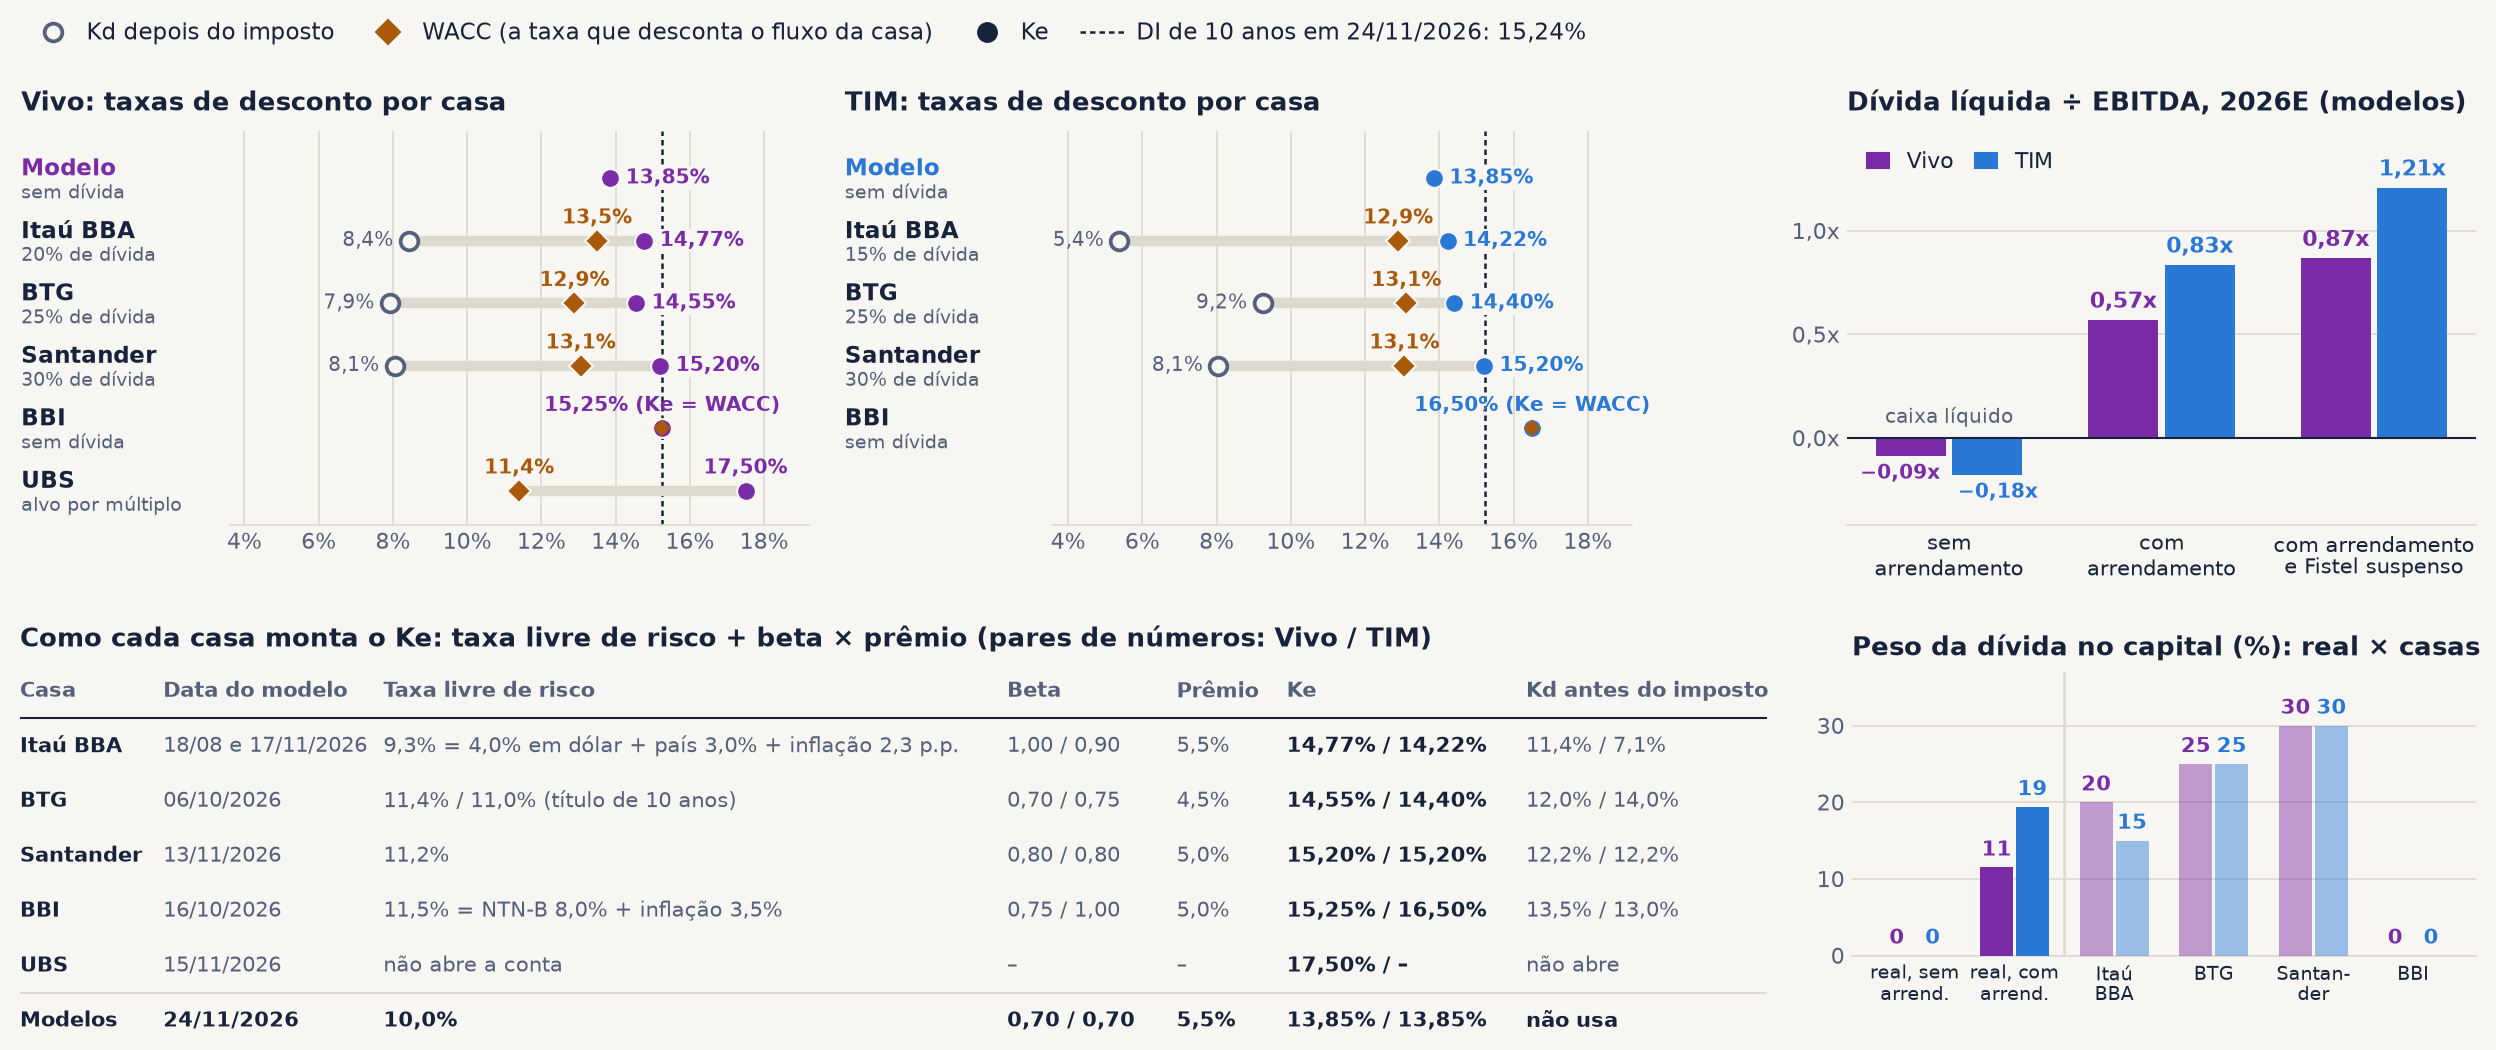 Kd depois do imposto
WACC (a taxa que desconta o fluxo da casa)
Ke
DI de 10 anos em 24/11/2026: 15,24%
Vivo: taxas de desconto por casa
Modelo
sem dívida
13,85%
Itaú BBA
20% de dívida
8,4%
13,5%
14,77%
BTG
25% de dívida
7,9%
12,9%
14,55%
Santander
30% de dívida
8,1%
13,1%
15,20%
BBI
sem dívida
15,25% (Ke = WACC)
UBS
alvo por múltiplo
11,4%
17,50%
4% 6% 8% 10% 12% 14% 16% 18%
TIM: taxas de desconto por casa
Modelo
sem dívida
13,85%
Itaú BBA
15% de dívida
5,4%
12,9%
14,22%
BTG
25% de dívida
9,2%
13,1%
14,40%
Santander
30% de dívida
8,1%
13,1%
15,20%
BBI
sem dívida
16,50% (Ke = WACC)
4% 6% 8% 10% 12% 14% 16% 18%
Dívida líquida ÷ EBITDA, 2026E (modelos)
Vivo
TIM
1,0x
0,5x
0,0x
caixa líquido
−0,09x
−0,18x
0,57x
0,83x
0,87x
1,21x
sem
arrendamento
com
arrendamento
com arrendamento
e Fistel suspenso
Como cada casa monta o Ke: taxa livre de risco + beta × prêmio (pares de números: Vivo / TIM)
Casa Data do modelo Taxa livre de risco Beta Prêmio Ke Kd antes do imposto
Itaú BBA 18/08 e 17/11/2026 9,3% = 4,0% em dólar + país 3,0% + inflação 2,3 p.p. 1,00 / 0,90 5,5% 14,77% / 14,22% 11,4% / 7,1%
BTG 06/10/2026 11,4% / 11,0% (título de 10 anos) 0,70 / 0,75 4,5% 14,55% / 14,40% 12,0% / 14,0%
Santander 13/11/2026 11,2% 0,80 / 0,80 5,0% 15,20% / 15,20% 12,2% / 12,2%
BBI 16/10/2026 11,5% = NTN-B 8,0% + inflação 3,5% 0,75 / 1,00 5,0% 15,25% / 16,50% 13,5% / 13,0%
UBS 15/11/2026 não abre a conta – – 17,50% / – não abre
Modelos 24/11/2026 10,0% 0,70 / 0,70 5,5% 13,85% / 13,85% não usa
Peso da dívida no capital (%): real × casas
30
20
10
0
0 0
11 19
20 15
25 25
30 30
0 0
real, sem
arrend.
real, com
arrend.
Itaú
BBA
BTG
Santan-
der
BBI